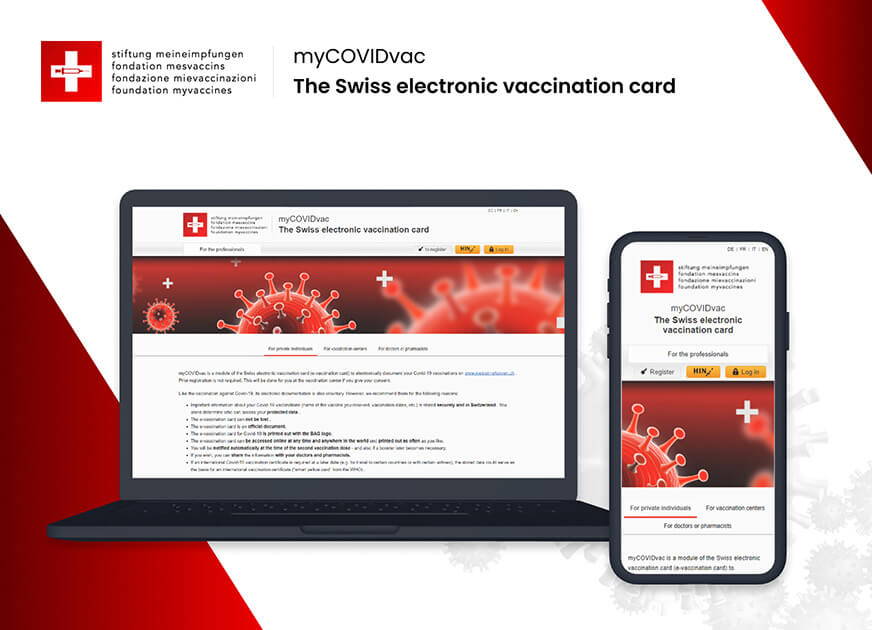 stiftung meineimpfungen
fondation mesvaccins
fondazione mievaccinazioni
foundation myvaccines
myCOVIDvac
The Swiss electronic vaccination card
DE | FR | IT | EN
stiftung meineimpfungen
fondation mesvaccins
fondazione mievaccinazioni
foundation myvaccines
myCOVIDvac
The Swiss electronic vaccination card
For the professionals
to register
HIN
Log in
For private individuals
For vaccination centers
For doctors or pharmacists
myCOVIDvac is a module of the Swiss electronic vaccination card (e-vaccination card) to electronically document your Covid-19 vaccinations on
Prior registration is not required. This will be done for you at the vaccination center if you give your consent.
Like the vaccination against Covid-19, its electronic documentation is also voluntary. However, we recommend them for the following reasons:
Important information about your Covid-19 vaccinations (name of the vaccine you received, vaccination dates, etc.) is stored securely and in Switzerland . You
alone determine who can access your protected data .
The e-vaccination card can not be lost .
The e-vaccination card is an official document.
The e-vaccination card for Covid-19 is printed out with the BAG logo.
The e-vaccination card can be accessed online at any time and anywhere in the world and printed out as often as you like.
You will be notified automatically at the time of the second vaccination dose - and also if a booster later becomes necessary.
If you wish, you can share the information with your doctors and pharmacists.
If an international Covid-19 vaccination certificate is required at a later date (e.g. for travel to certain countries or with certain airlines), the stored data could serve as
the basis for an international vaccination certificate ("smart yellow card" from the WHO).
DE | FR | IT | EN
stiftung meineimpfungen
fondation mesvaccins
fondazione mievaccinazioni
foundation myvaccines
myCOVIDvac
The Swiss electronic
vaccination card
For the professionals
Register
HIN
Log in
For private individuals
For vaccination centers
For doctors or pharmacists
myCOVIDvac is a module of the Swiss electronic
vaccination card (e-vaccination card) to